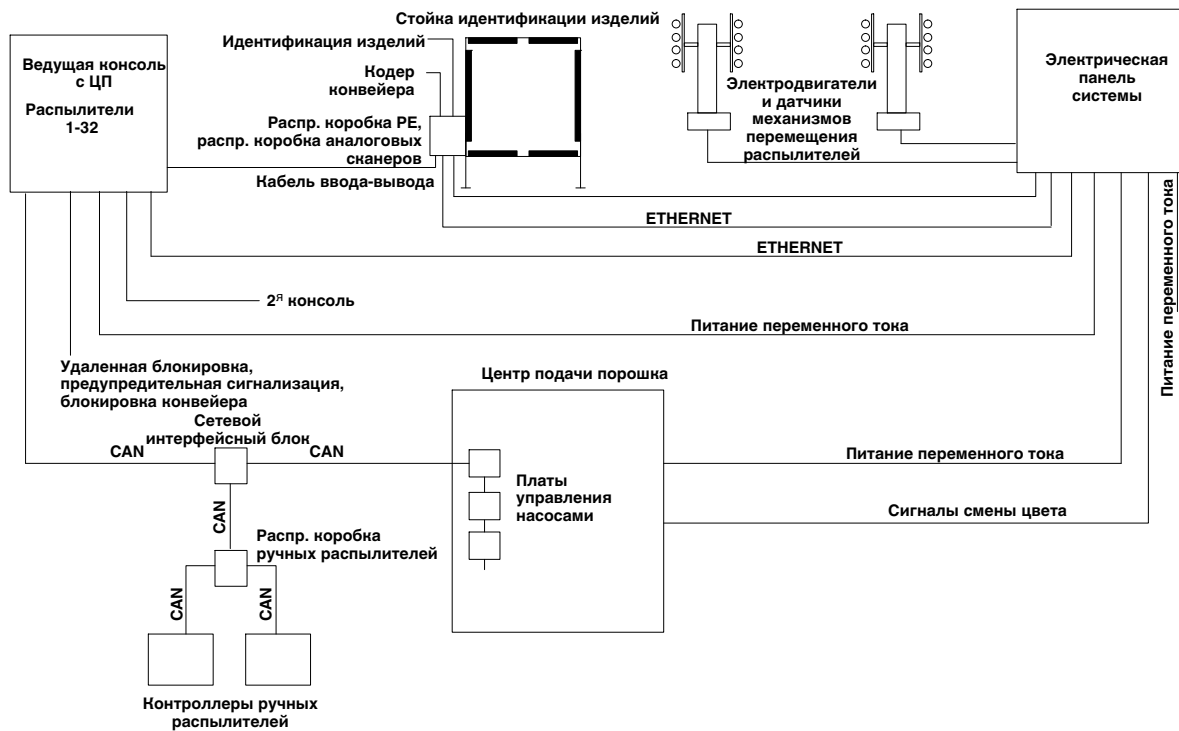 Стойка идентификации изделий
Ведущая консоль
с ЦП
Распылители
1-32
Идентификация изделий
Кодер
конвейера
Распр. коробка PE,
распр. коробка аналоговых
сканеров
Кабель ввода-вывода
Электродвигатели
и датчики
механизмов
перемещения
распылителей
Электрическая
панель
системы
ETHERNET
ETHERNET
Питание переменного тока
2Я консоль
Питание переменного тока
Удаленная блокировка,
предупредительная сигнализация,
блокировка конвейера
Центр подачи порошка
Сетевой
интерфейсный блок
CAN
CAN
Питание переменного тока
Платы
управления
насосами
Сигналы смены цвета
CAN
Распр. коробка
ручных распылителей
CAN
CAN
Контроллеры ручных
распылителей